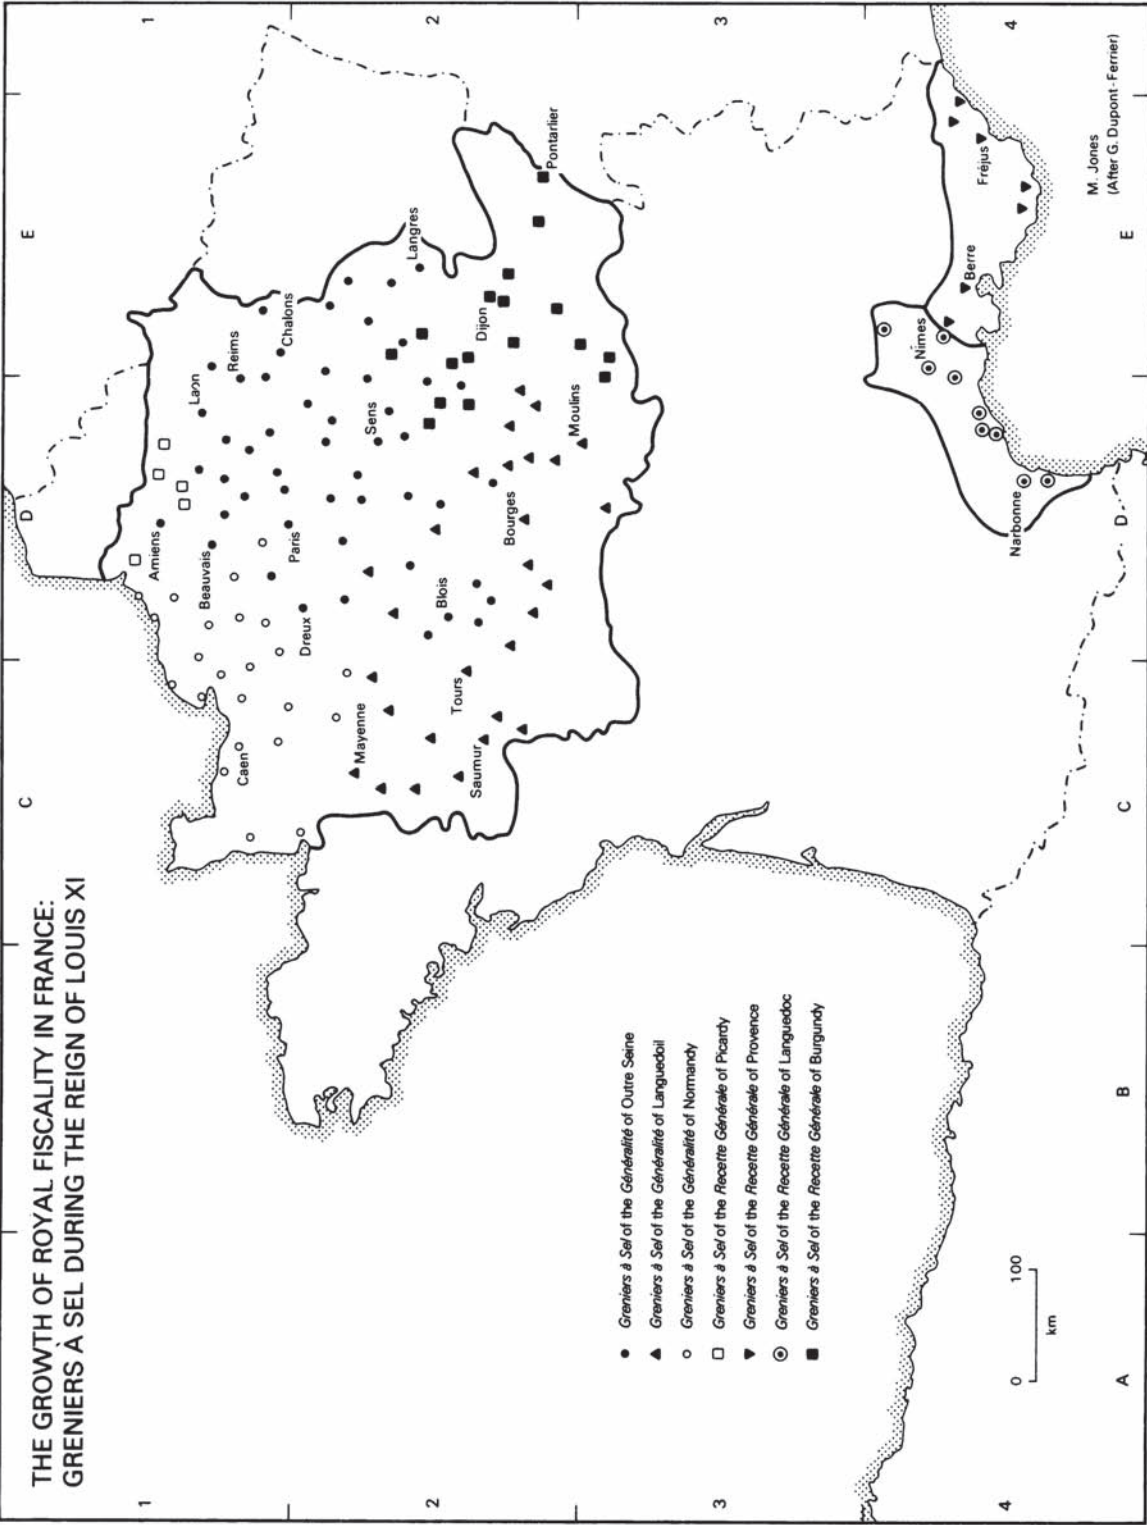 THE GROWTH OF ROYAL FISCALITY IN FRANCE:
GRENIERS À SEL DURING THE REIGN OF LOUIS XI
C
D
E
1
1
Amiens
Laon
Beauvais
Reims
Caen
Paris
Chalons
Dreux
Mayenne
Sens
Langres
2
2
Blois
Tours
Dijon
Saumur
Bourges
Pontarlier
Moulins
Greniers à Sel of the Généralité of Outre Seine
Greniers à Sel of the Généralité of Languedoil
Greniers à Sel of the Généralité of Normandy
Greniers à Sel of the Recette Générale of Picardy
Greniers à Sel of the Recette Générale of Provence
Greniers à Sel of the Recette Générale of Languedoc
Greniers à Sel of the Recette Générale of Burgundy
3
3
Nimes
Berre
Fréjus
Narbonne
4
4
0 100
km
M. Jones
(After G. Dupont-Ferrier)
A
B
C
D
E